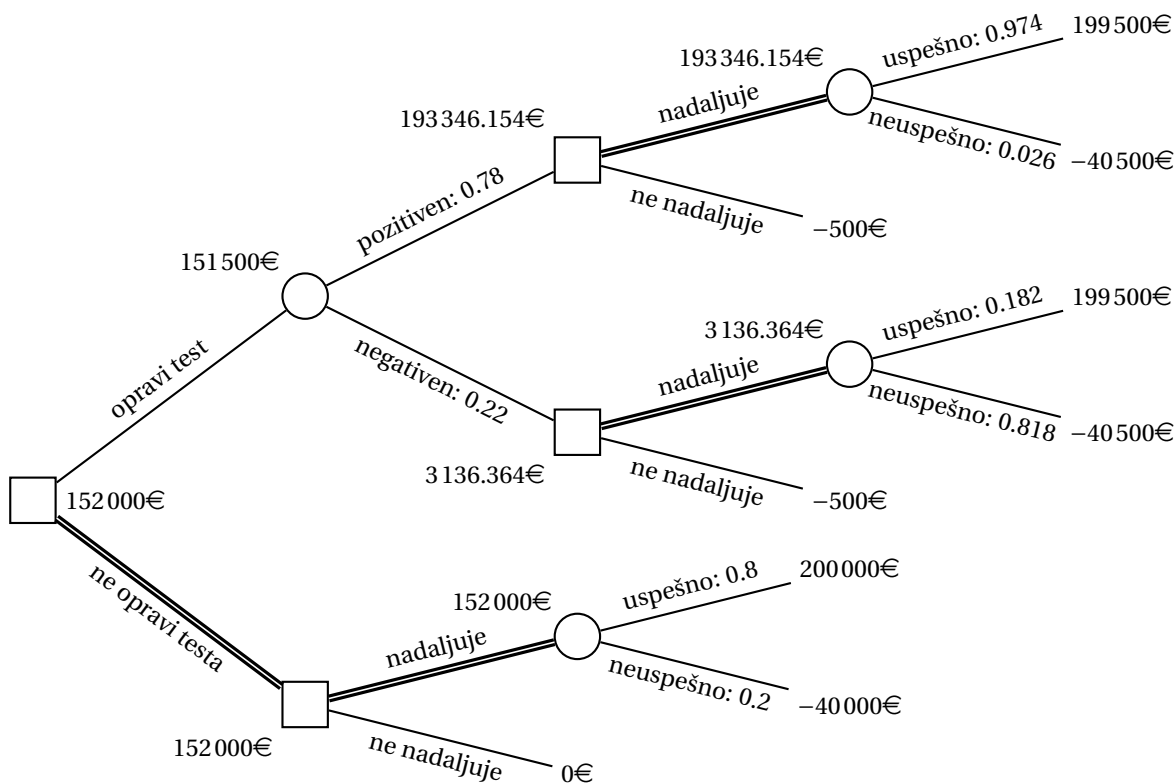 199 500€
uspešno: 0.974
193 346.154€
nadaljuje
neuspešno: 0.026
−40 500€
193 346.154€
pozitiven: 0.78
ne nadaljuje
−500€
151 500€
opravi test
negativen: 0.22
199 500€
uspešno: 0.182
3 136.364€
nadaljuje
neuspešno: 0.818
−40 500€
3 136.364€
ne nadaljuje
−500€
152 000€
ne opravi testa
200 000€
uspešno: 0.8
152 000€
nadaljuje
neuspešno: 0.2
−40 000€
152 000€
ne nadaljuje
0€